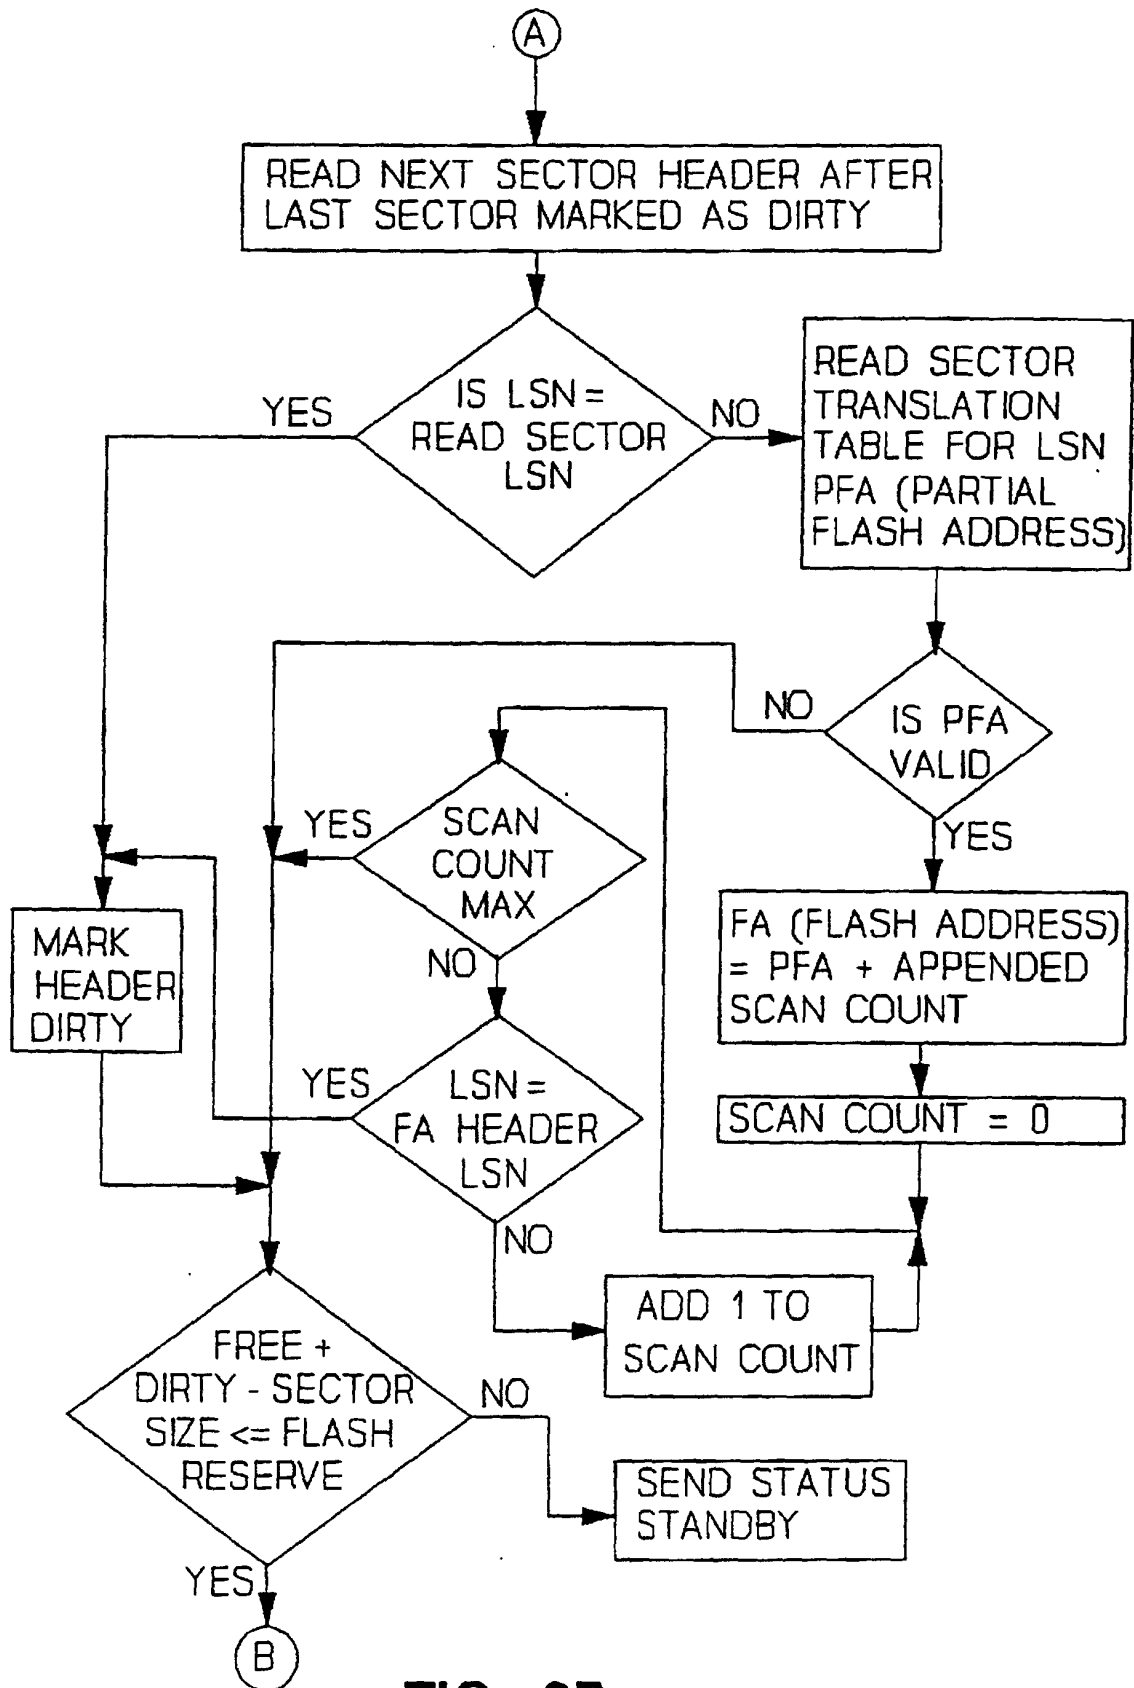 A
READ NEXT SECTOR HEADER AFTER
LAST SECTOR MARKED AS DIRTY
IS LSN =
READ SECTOR
LSN
YES
NO
READ SECTOR
TRANSLATION
TABLE FOR LSN
PFA (PARTIAL
FLASH ADDRESS)
IS PFA
VALID
NO
YES
SCAN
COUNT
MAX
YES
NO
FA (FLASH ADDRESS)
= PFA + APPENDED
SCAN COUNT
MARK
HEADER
DIRTY
LSN =
FA HEADER
LSN
YES
NO
SCAN COUNT = 0
ADD 1 TO
SCAN COUNT
FREE +
DIRTY - SECTOR
SIZE <= FLASH
RESERVE
NO
YES
SEND STATUS
STANDBY
B